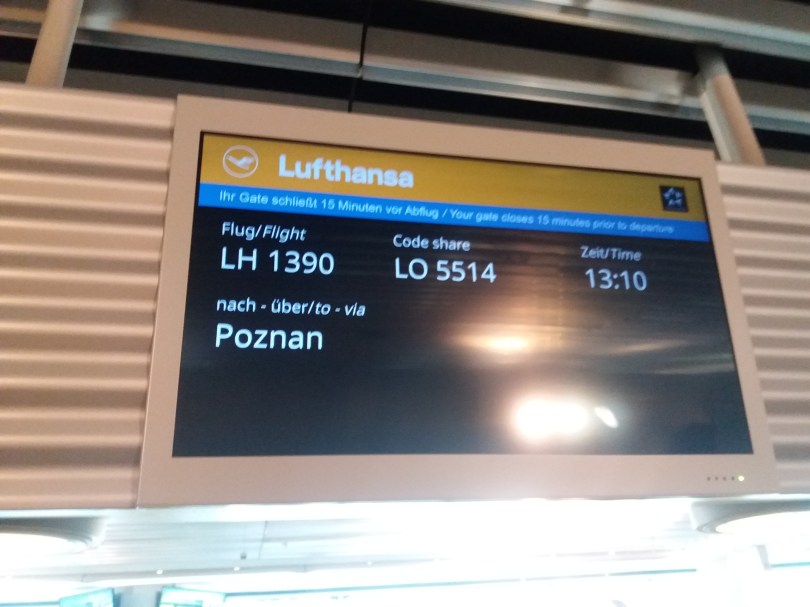 Lufthansa
Ihr Gate schließt 15 Minuten vor Abflug / Your gate closes 15 minutes prior to departure
Flug/Flight Code share Zeit/Time
LH 1390 LO 5514 13:10
nach - über/to - via
Poznan